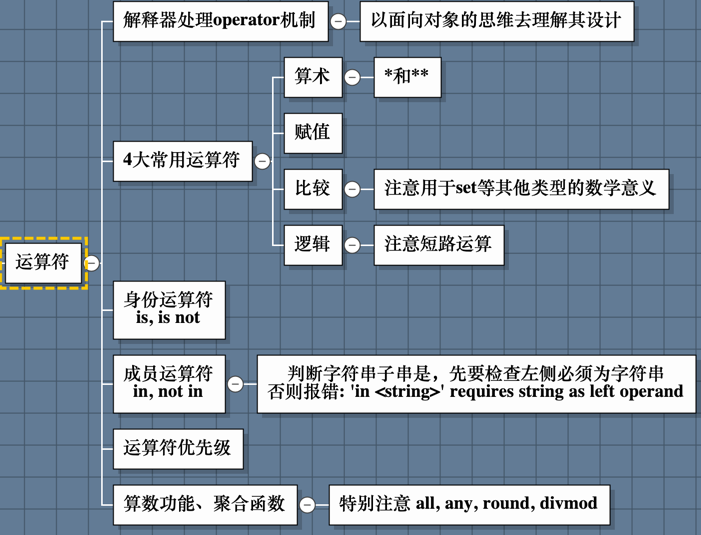 运算符
解释器处理operator机制
以面向对象的思维去理解其设计
4大常用运算符
算术
*和**
赋值
比较
注意用于set等其他类型的数学意义
逻辑
注意短路运算
身份运算符
is, is not
成员运算符
in, not in
判断字符串子串是，先要检查左侧必须为字符串
否则报错: 'in <string>' requires string as left operand
运算符优先级
算数功能、聚合函数
特别注意 all, any, round, divmod